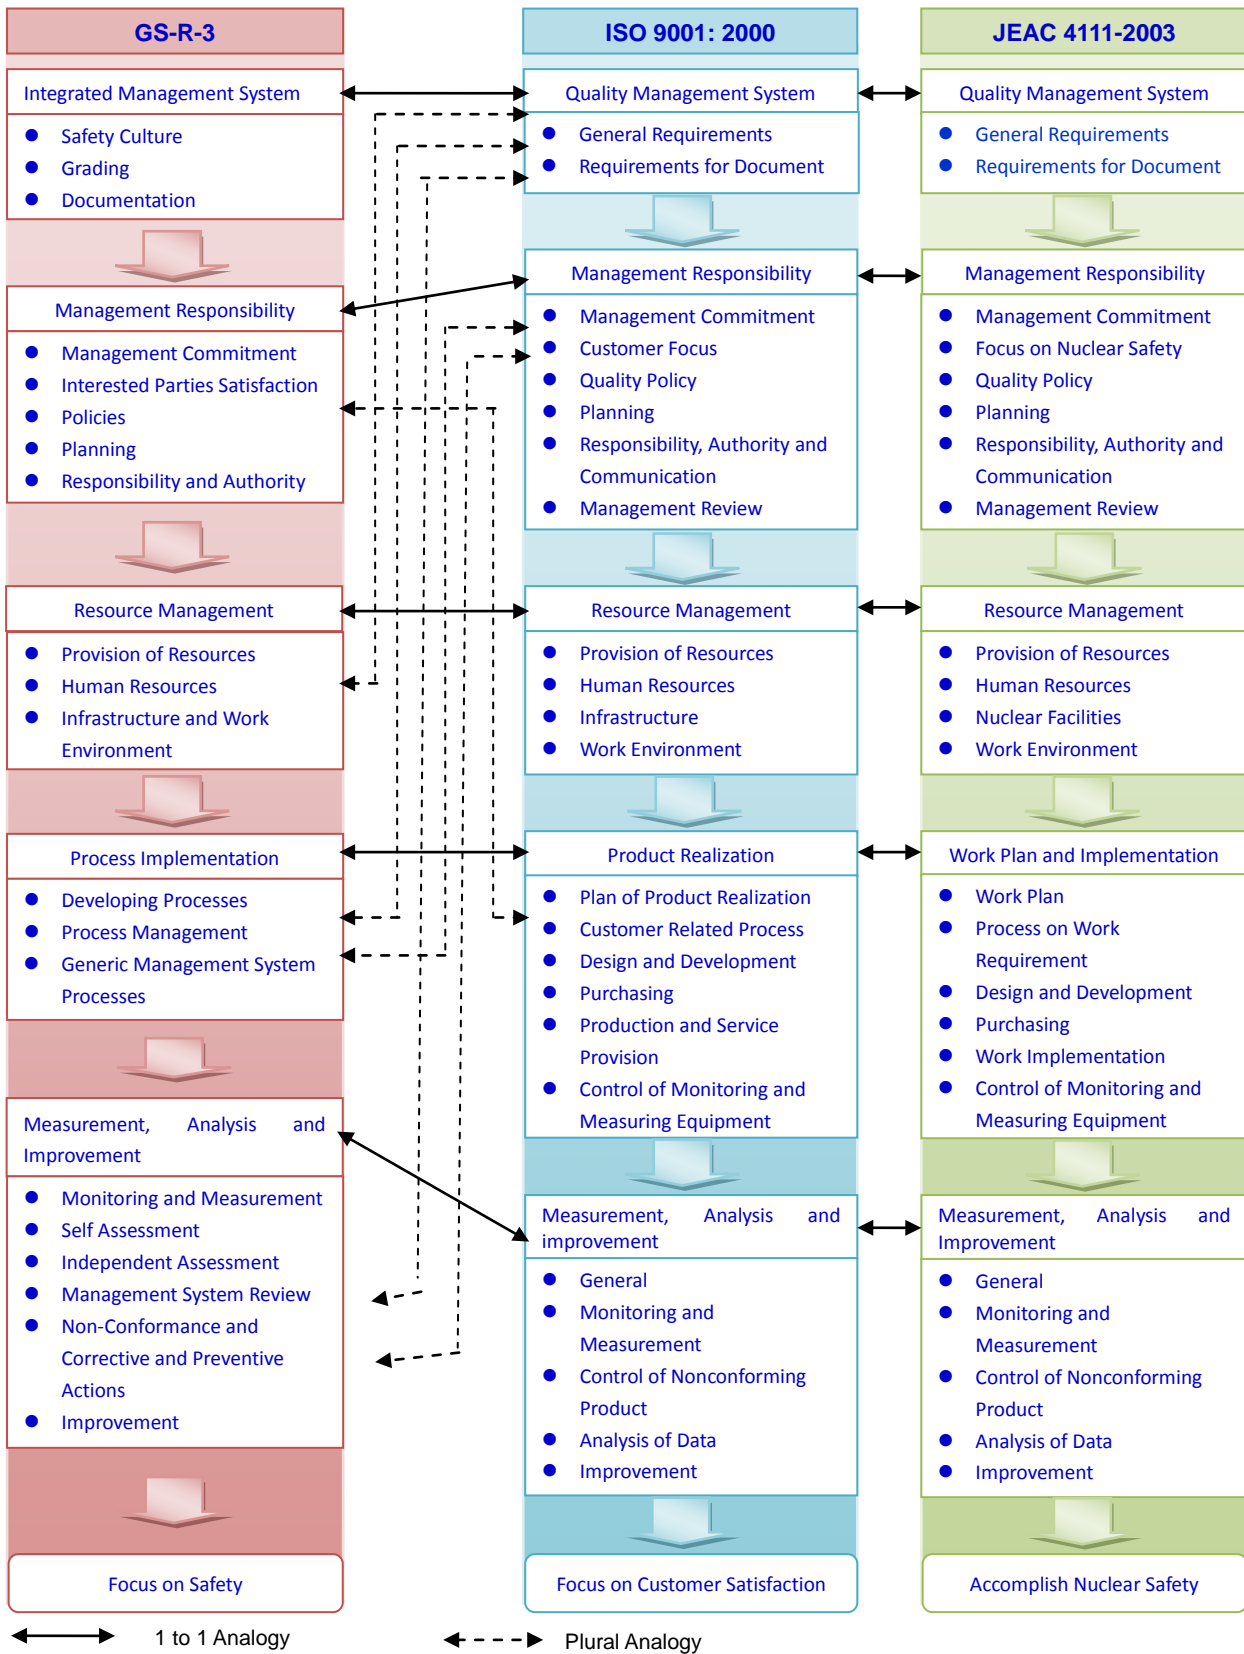 GS-R-3
Integrated Management System
Safety Culture
Grading
Documentation
Management Responsibility
Management Commitment
Interested Parties Satisfaction
Policies
Planning
Responsibility and Authority
Resource Management
Provision of Resources
Human Resources
Infrastructure and Work
Environment
Process Implementation
Developing Processes
Process Management
Generic Management System
Processes
Measurement, Analysis and
Improvement
Monitoring and Measurement
Self Assessment
Independent Assessment
Management System Review
Non-Conformance and
Corrective and Preventive
Actions
Improvement
Focus on Safety
ISO 9001: 2000
Quality Management System
General Requirements
Requirements for Document
Management Responsibility
Management Commitment
Customer Focus
Quality Policy
Planning
Responsibility, Authority and
Communication
Management Review
Resource Management
Provision of Resources
Human Resources
Infrastructure
Work Environment
Product Realization
Plan of Product Realization
Customer Related Process
Design and Development
Purchasing
Production and Service
Provision
Control of Monitoring and
Measuring Equipment
Measurement, Analysis and
improvement
General
Monitoring and
Measurement
Control of Nonconforming
Product
Analysis of Data
Improvement
Focus on Customer Satisfaction
JEAC 4111-2003
Quality Management System
General Requirements
Requirements for Document
Management Responsibility
Management Commitment
Focus on Nuclear Safety
Quality Policy
Planning
Responsibility, Authority and
Communication
Management Review
Resource Management
Provision of Resources
Human Resources
Nuclear Facilities
Work Environment
Work Plan and Implementation
Work Plan
Process on Work
Requirement
Design and Development
Purchasing
Work Implementation
Control of Monitoring and
Measuring Equipment
Measurement, Analysis and
Improvement
General
Monitoring and
Measurement
Control of Nonconforming
Product
Analysis of Data
Improvement
Accomplish Nuclear Safety
1 to 1 Analogy
Plural Analogy